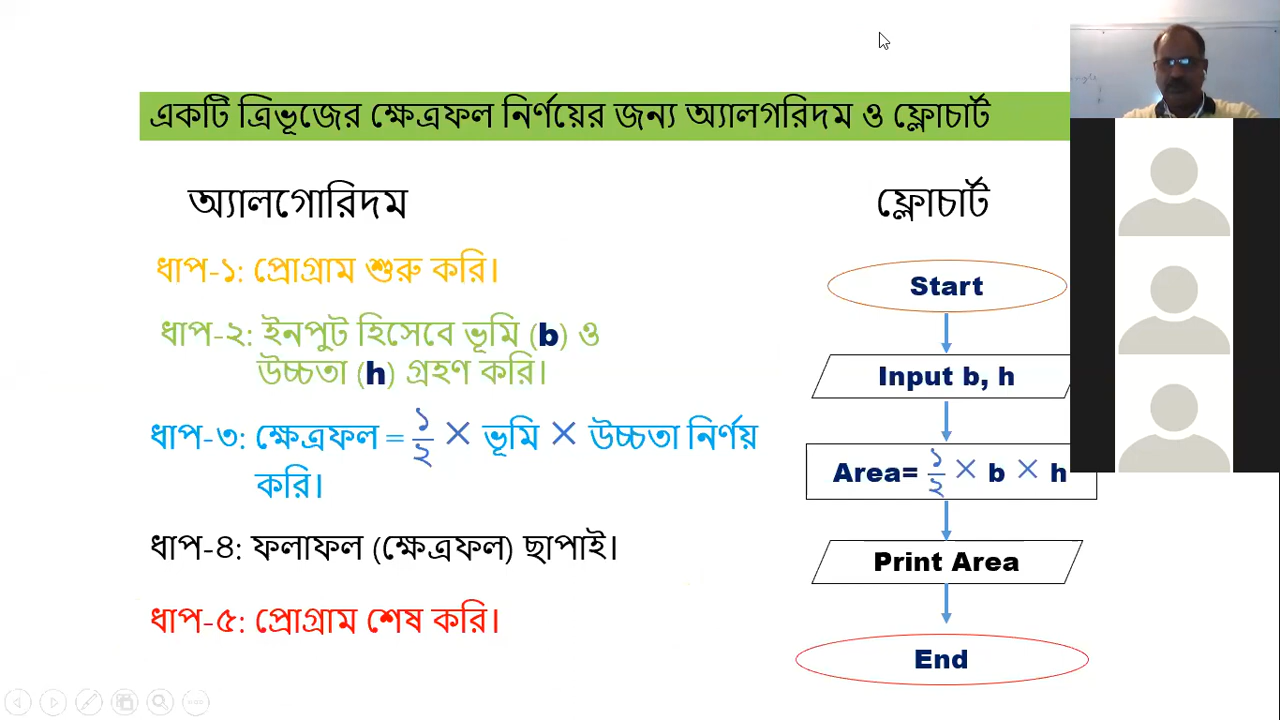 একটি ত্রিভূজের ক্ষেত্রফল নির্ণয়ের জন্য অ্যালগরিদম ও ফ্লোচার্ট
অ্যালগোরিদম
ধাপ-১: প্রোগ্রাম শুরু করি।
ধাপ-২: ইনপুট হিসেবে ভূমি (b) ও
উচ্চতা (h) গ্রহণ করি।
ধাপ-৩: ক্ষেত্রফল = ১/২ × ভূমি × উচ্চতা নির্ণয়
করি।
ধাপ-৪: ফলাফল (ক্ষেত্রফল) ছাপাই।
ধাপ-৫: প্রোগ্রাম শেষ করি।
ফ্লোচার্ট
Start
Input b, h
Area= ১/২ × b × h
Print Area
End